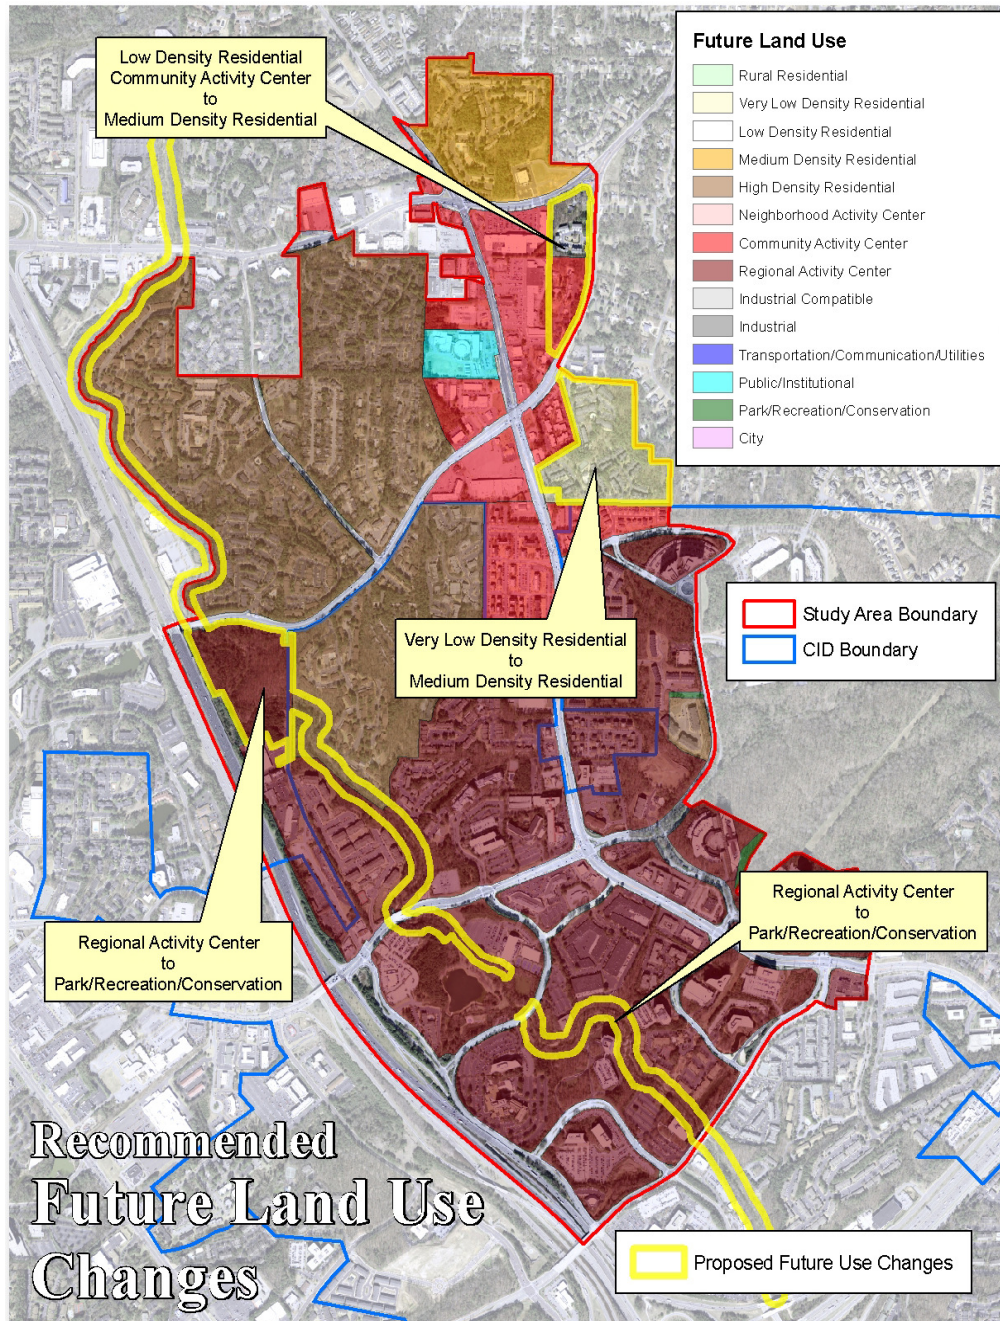 Low Density Residential
Community Activity Center
to
Medium Density Residential
Future Land Use
Rural Residential
Very Low Density Residential
Low Density Residential
Medium Density Residential
High Density Residential
Neighborhood Activity Center
Community Activity Center
Regional Activity Center
Industrial Compatible
Industrial
Transportation/Communication/Utilities
Public/Institutional
Park/Recreation/Conservation
City
Study Area Boundary
CID Boundary
Very Low Density Residential
to
Medium Density Residential
Regional Activity Center
to
Park/Recreation/Conservation
Regional Activity Center
to
Park/Recreation/Conservation
Recommended
Future Land Use
Changes
Proposed Future Use Changes